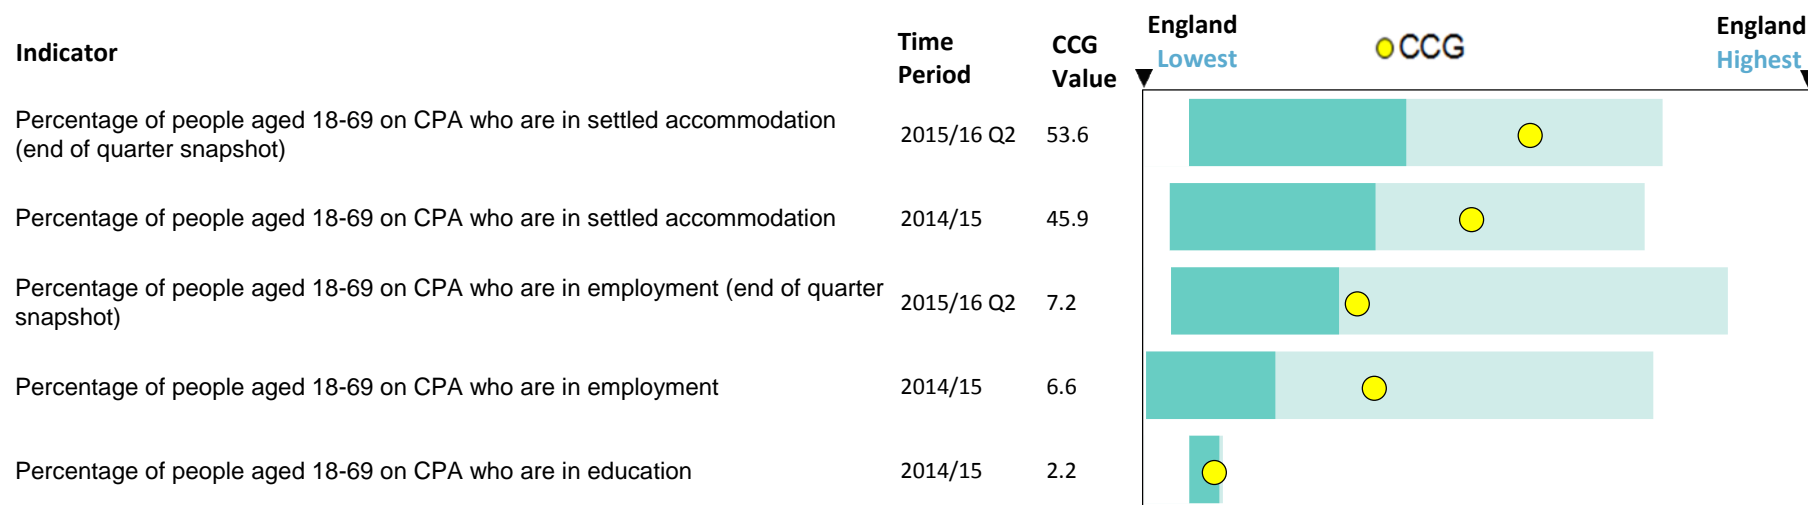 Indicator
Time
Period
CCG
Value
England
Lowest
CCG
England
Highest
Percentage of people aged 18-69 on CPA who are in settled accommodation
(end of quarter snapshot)
2015/16 Q2
53.6
Percentage of people aged 18-69 on CPA who are in settled accommodation
2014/15
45.9
Percentage of people aged 18-69 on CPA who are in employment (end of quarter
snapshot)
2015/16 Q2
7.2
Percentage of people aged 18-69 on CPA who are in employment
2014/15
6.6
Percentage of people aged 18-69 on CPA who are in education
2014/15
2.2